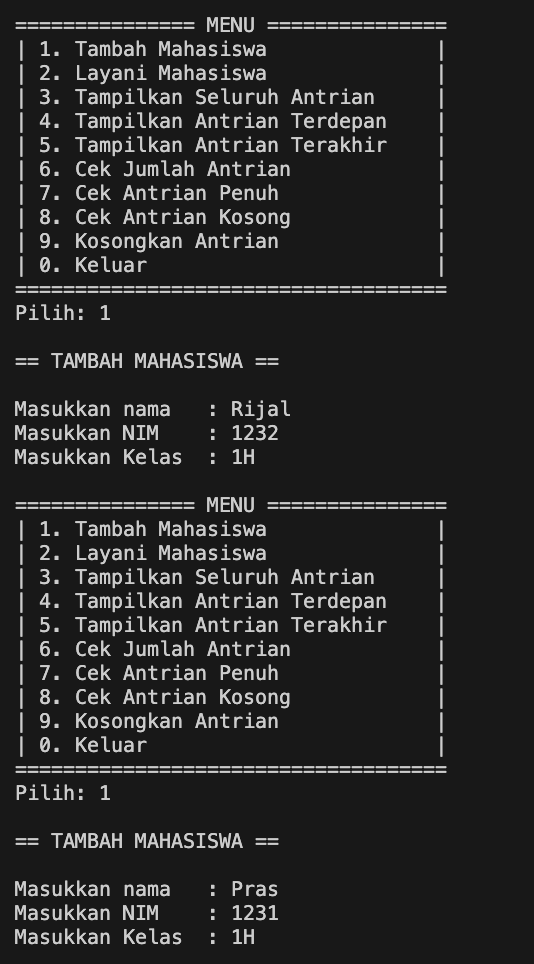 =============== MENU ===============
| 1. Tambah Mahasiswa              |
| 2. Layani Mahasiswa              |
| 3. Tampilkan Seluruh Antrian     |
| 4. Tampilkan Antrian Terdepan    |
| 5. Tampilkan Antrian Terakhir    |
| 6. Cek Jumlah Antrian            |
| 7. Cek Antrian Penuh             |
| 8. Cek Antrian Kosong            |
| 9. Kosongkan Antrian             |
| 0. Keluar                        |
====================================
Pilih: 1

== TAMBAH MAHASISWA ==

Masukkan nama   : Rijal
Masukkan NIM    : 1232
Masukkan Kelas  : 1H

=============== MENU ===============
| 1. Tambah Mahasiswa              |
| 2. Layani Mahasiswa              |
| 3. Tampilkan Seluruh Antrian     |
| 4. Tampilkan Antrian Terdepan    |
| 5. Tampilkan Antrian Terakhir    |
| 6. Cek Jumlah Antrian            |
| 7. Cek Antrian Penuh             |
| 8. Cek Antrian Kosong            |
| 9. Kosongkan Antrian             |
| 0. Keluar                        |
====================================
Pilih: 1

== TAMBAH MAHASISWA ==

Masukkan nama   : Pras
Masukkan NIM    : 1231
Masukkan Kelas  : 1H